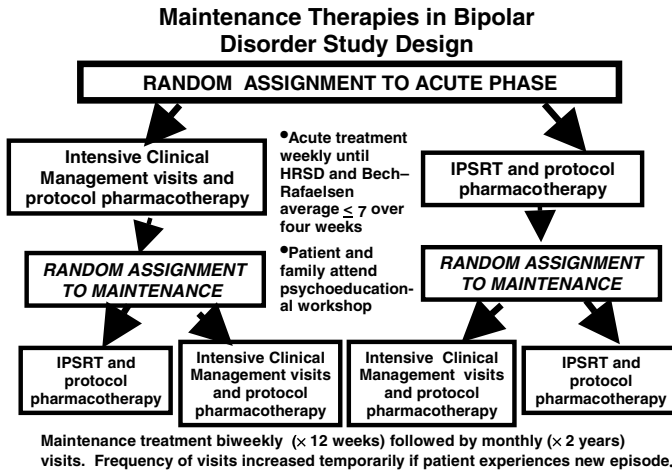 Maintenance Therapies in Bipolar
Disorder Study Design
RANDOM ASSIGNMENT TO ACUTE PHASE
Intensive Clinical
Management visits and
protocol pharmacotherapy
•Acute treatment
weekly until
HRSD and Bech–
Rafaelsen
average ≤ 7 over
four weeks
•Patient and
family attend
psychoeducation-
al workshop
IPSRT and protocol
pharmacotherapy
RANDOM ASSIGNMENT
TO MAINTENANCE
RANDOM ASSIGNMENT
TO MAINTENANCE
IPSRT and
protocol
pharmacotherapy
Intensive Clinical
Management visits
and protocol
pharmacotherapy
Intensive Clinical
Management visits
and protocol
pharmacotherapy
IPSRT and
protocol
pharmacotherapy
Maintenance treatment biweekly (× 12 weeks) followed by monthly (× 2 years)
visits. Frequency of visits increased temporarily if patient experiences new episode.